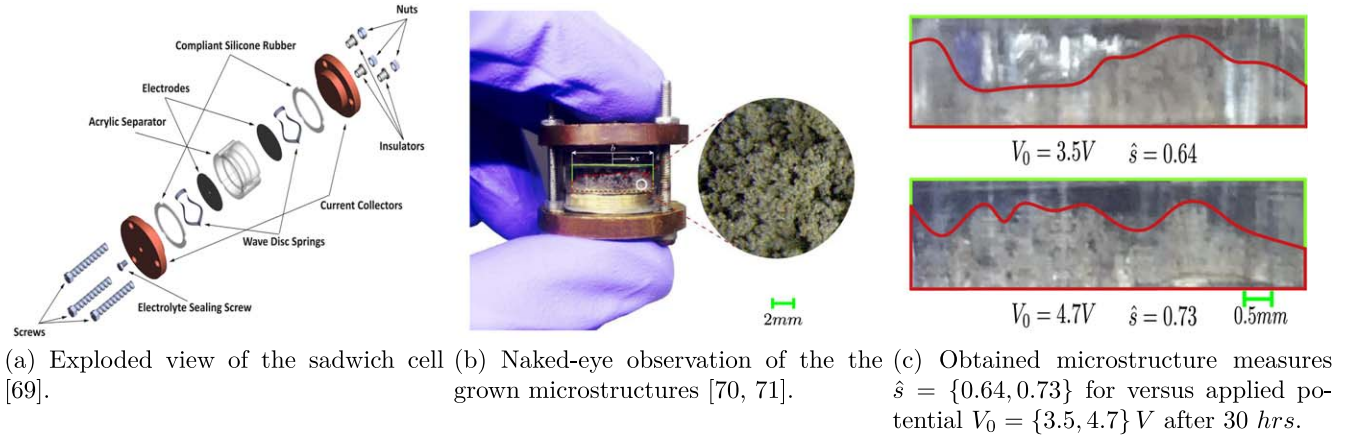 Nuts
Compliant Silicone Rubber
Electrodes
Acrylic Separator
Insulators
Current Collectors
Wave Disc Springs
Electrolyte Sealing Screw
Screws
(a) Exploded view of the sadwich cell
[69].
b
x
2mm
(b) Naked-eye observation of the the
grown microstructures [70, 71].
V₀ = 3.5V ŝ = 0.64
V₀ = 4.7V ŝ = 0.73 0.5mm
(c) Obtained microstructure measures
ŝ = {0.64, 0.73} for versus applied po-
tential V₀ = {3.5, 4.7} V after 30 hrs.